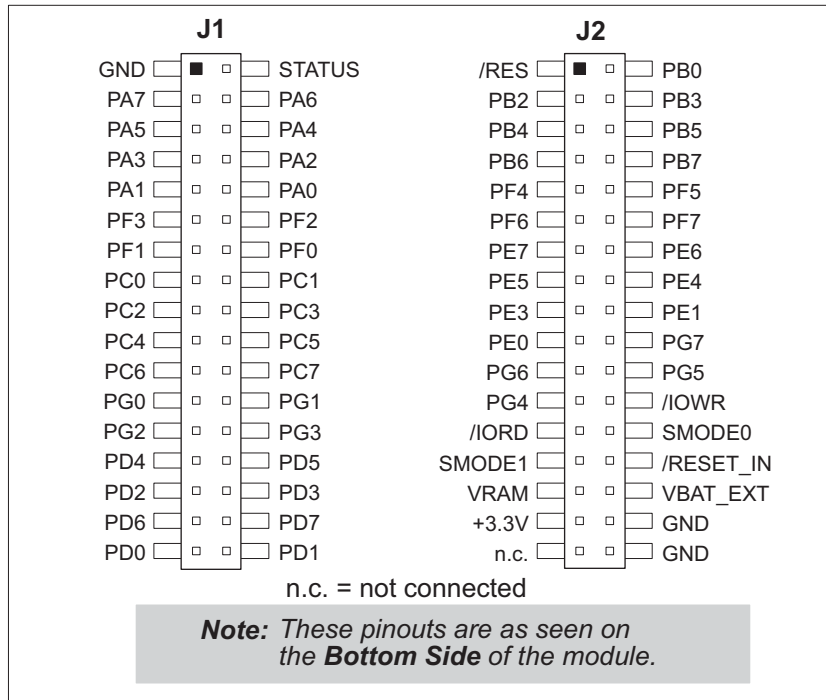 J1 J2
GND STATUS /RES PB0
PA7 PA6 PB2 PB3
PA5 PA4 PB4 PB5
PA3 PA2 PB6 PB7
PA1 PA0 PF4 PF5
PF3 PF2 PF6 PF7
PF1 PF0 PE7 PE6
PC0 PC1 PE5 PE4
PC2 PC3 PE3 PE1
PC4 PC5 PE0 PG7
PC6 PC7 PG6 PG5
PG0 PG1 PG4 /IOWR
PG2 PG3 /IORD SMODE0
PD4 PD5 SMODE1 /RESET_IN
PD2 PD3 VRAM VBAT_EXT
PD6 PD7 +3.3V GND
PD0 PD1 n.c. GND
n.c. = not connected
Note: These pinouts are as seen on
the Bottom Side of the module.